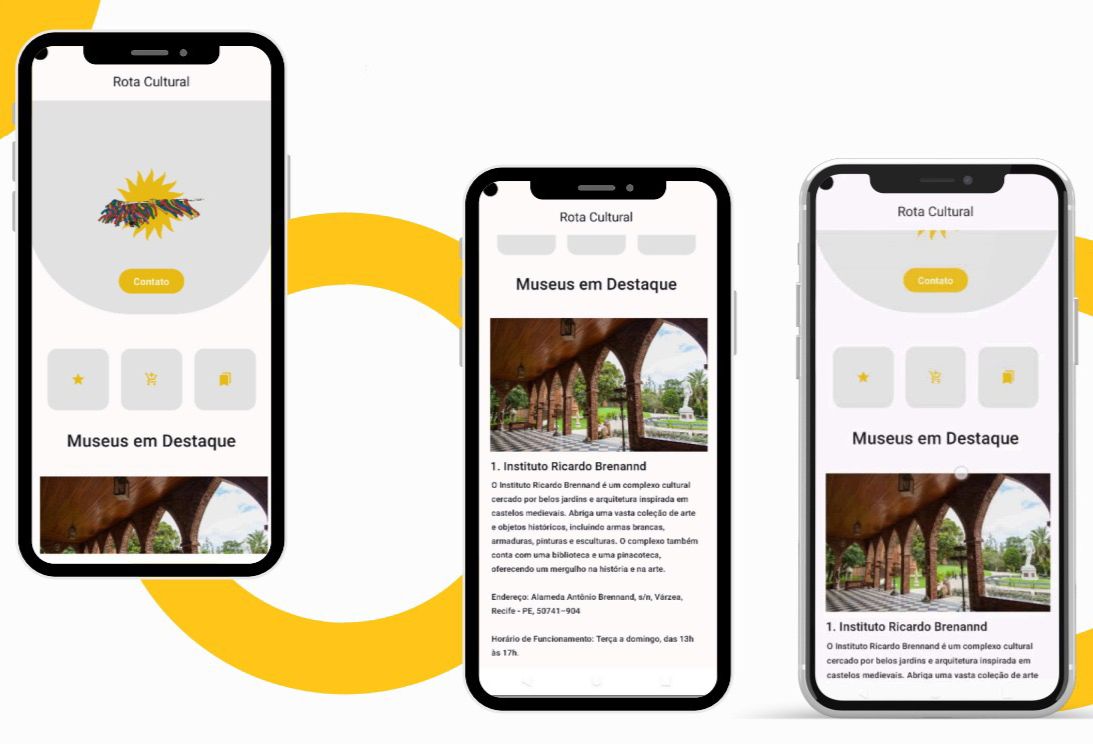 Rota Cultural
Contato
Museus em Destaque
Rota Cultural
Museus em Destaque
1. Instituto Ricardo Brenannd
O Instituto Ricardo Brennand é um complexo cultural
cercado por belos jardins e arquitetura inspirada em
castelos medievais. Abriga uma vasta coleção de arte
e objetos históricos, incluindo armas brancas,
armaduras, pinturas e esculturas. O complexo também
conta com uma biblioteca e uma pinacoteca,
oferecendo um mergulho na história e na arte.
Endereço: Alameda Antônio Brennand, s/n, Várzea,
Recife - PE, 50741–904
Horário de Funcionamento: Terça a domingo, das 13h
às 17h.
Rota Cultural
Contato
Museus em Destaque
1. Instituto Ricardo Brenannd
O Instituto Ricardo Brennand é um complexo cultural
cercado por belos jardins e arquitetura inspirada em
castelos medievais. Abriga uma vasta coleção de arte